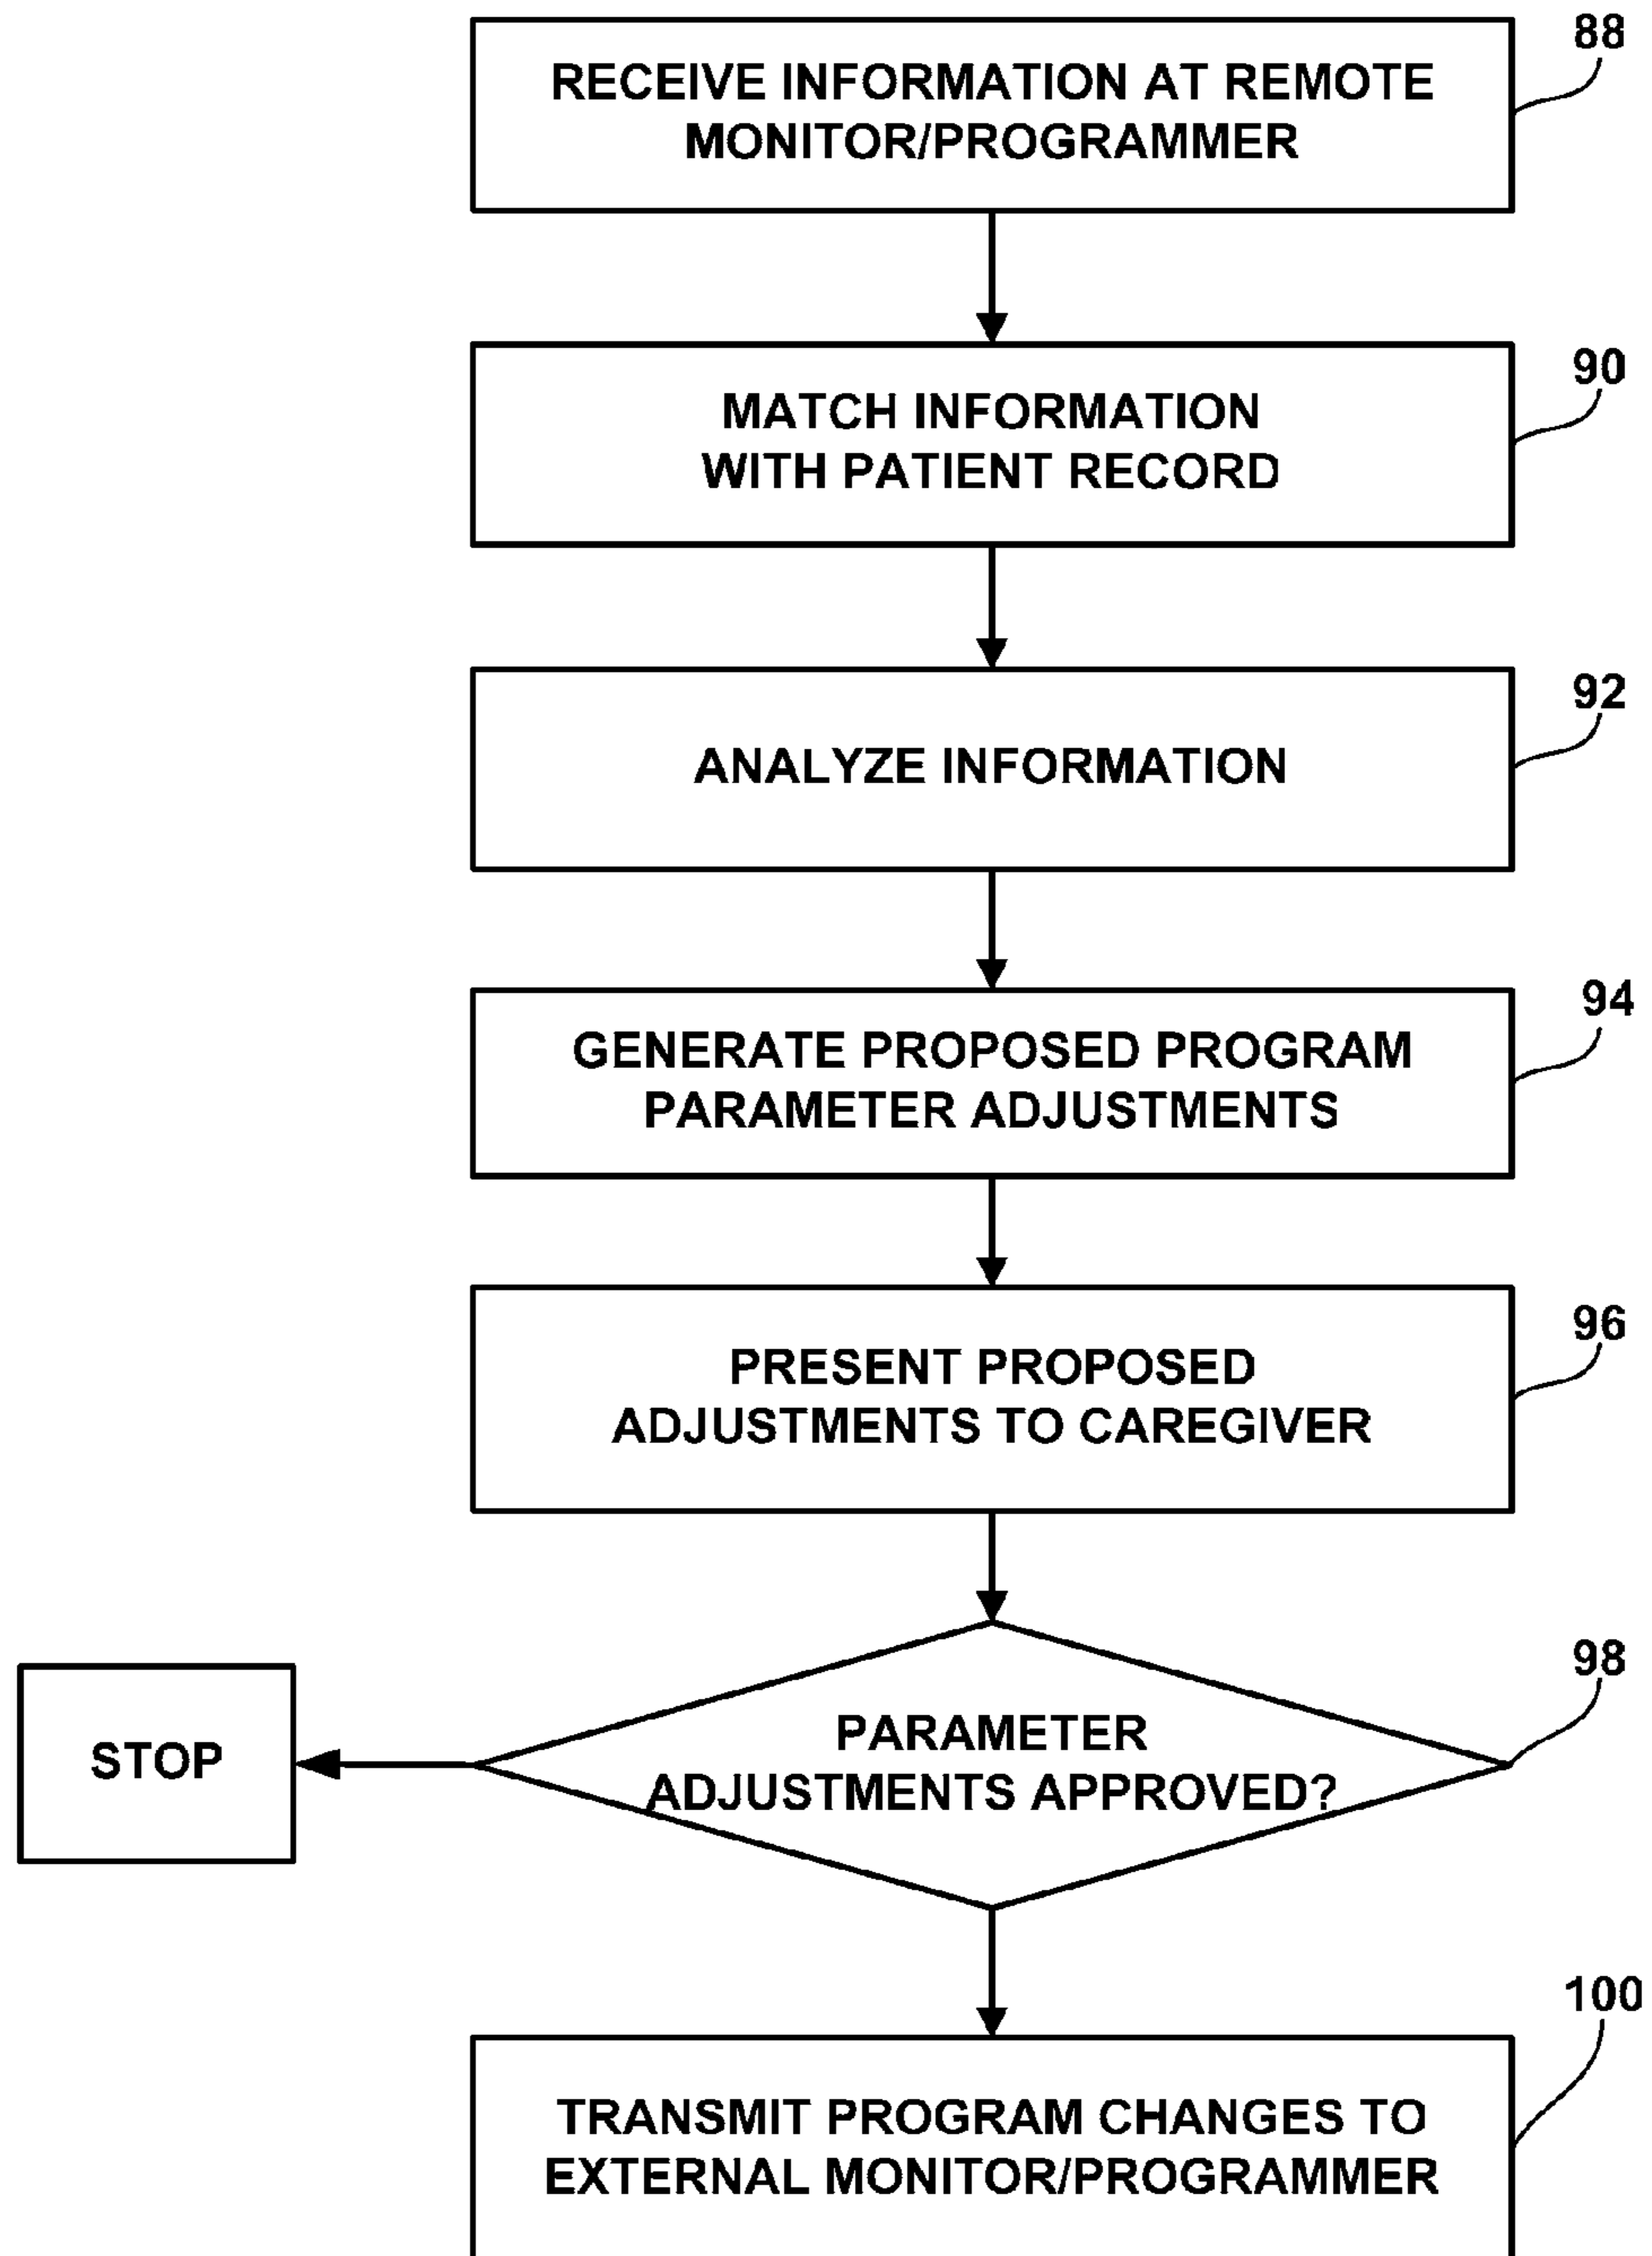 88
RECEIVE INFORMATION AT REMOTE
MONITOR/PROGRAMMER
90
MATCH INFORMATION
WITH PATIENT RECORD
92
ANALYZE INFORMATION
94
GENERATE PROPOSED PROGRAM
PARAMETER ADJUSTMENTS
96
PRESENT PROPOSED
ADJUSTMENTS TO CAREGIVER
98
PARAMETER
ADJUSTMENTS APPROVED?
STOP
100
TRANSMIT PROGRAM CHANGES TO
EXTERNAL MONITOR/PROGRAMMER